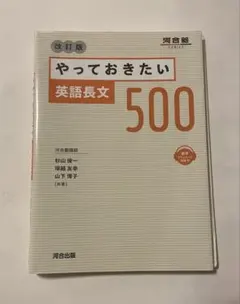 河合塾
SERIES
改訂版
やっておきたい
英語長文
500
河合塾講師
杉山 俊一
塚越 友幸
山下 博子
[共著]
河合出版